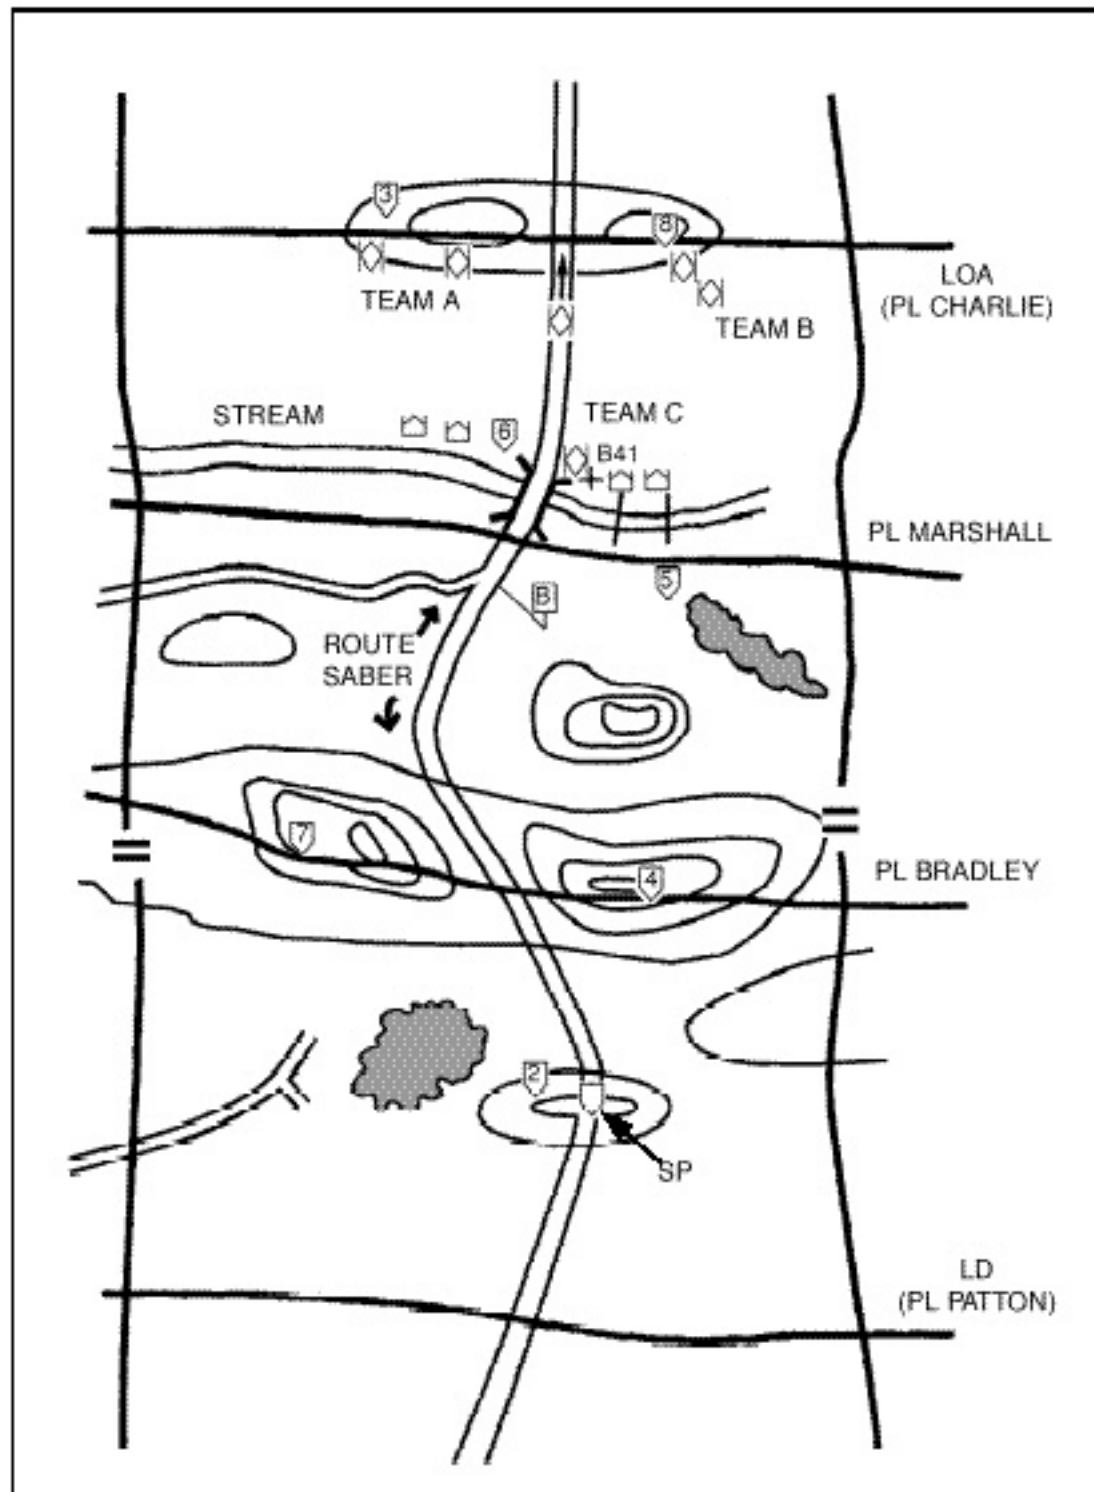 3
8
LOA
(PL CHARLIE)
TEAM A
TEAM B
STREAM
6
TEAM C
B41
PL MARSHALL
5
B
ROUTE
SABER
7
4
PL BRADLEY
2
SP
LD
(PL PATTON)